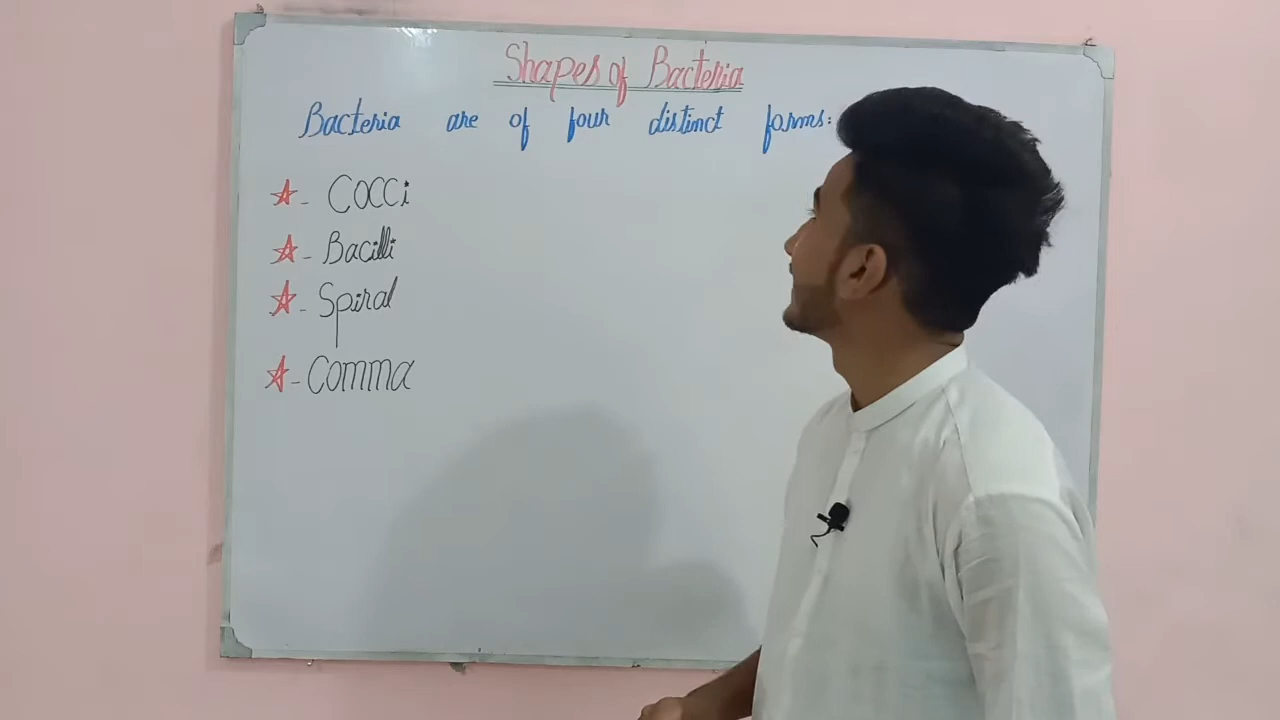 Shapes of Bacteria
Bacteria are of four distinct forms:
- Cocci
- Bacilli
- Spiral
- Comma